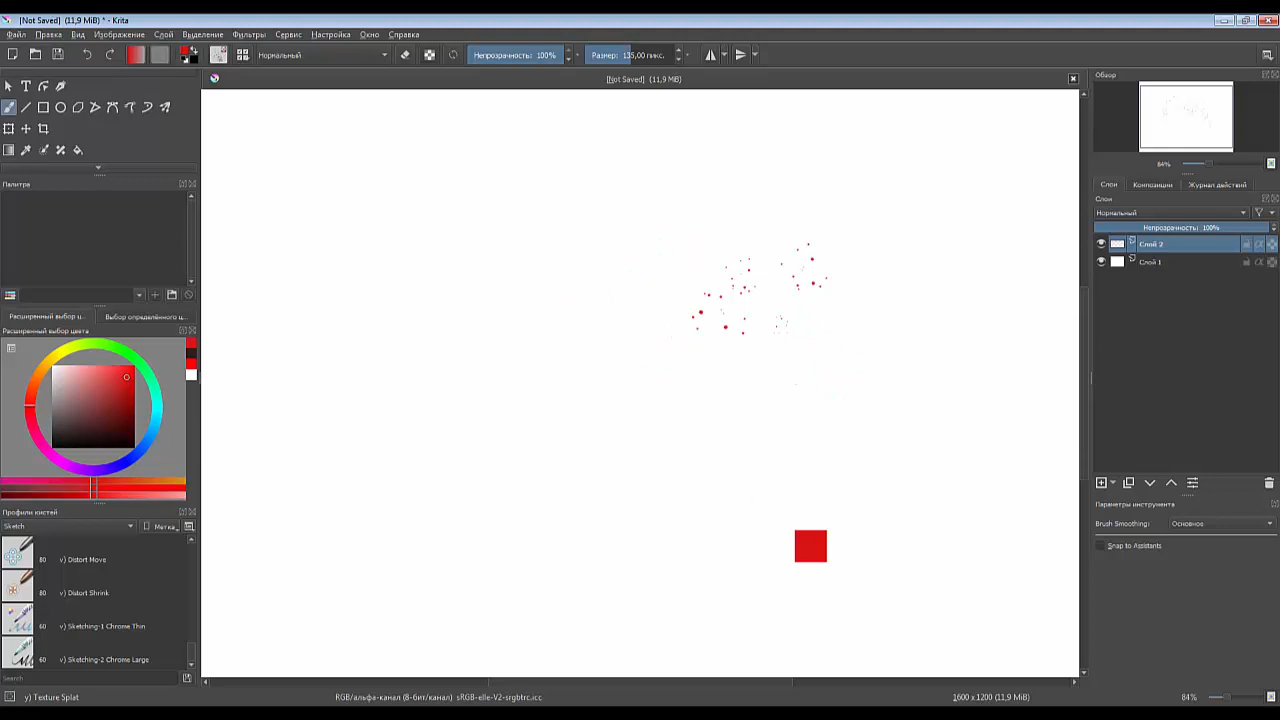 [Not Saved] (11,9 MiB) * - Krita
Файл Правка Вид Изображение Слой Выделение Фильтры Сервис Настройка Окно Справка
Нормальный Непрозрачность: 100% Размер: 135,00 пикс.
[Not Saved] (11,9 MiB)
Обзор
84%
Палитра
Слои Композиции Журнал действий
Слои
Нормальный
Непрозрачность: 100%
Слой 2
Слой 1
Расширенный выбор ц... Выбор определённого ц...
Расширенный выбор цвета
Параметры инструмента
Brush Smoothing: Основное
Snap to Assistants
Профили кистей
Sketch Метка
80 v) Distort Move
80 v) Distort Shrink
60 v) Sketching-1 Chrome Thin
60 v) Sketching-2 Chrome Large
Search
y) Texture Splat RGB/альфа-канал (8-бит/канал) sRGB-elle-V2-srgbtrc.icc 1600 x 1200 (11,9 MiB) 84%